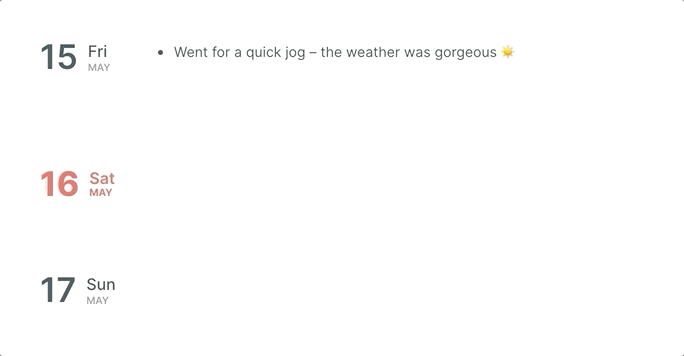 15 Fri
MAY
• Went for a quick jog – the weather was gorgeous ☀️
16 Sat
MAY
17 Sun
MAY